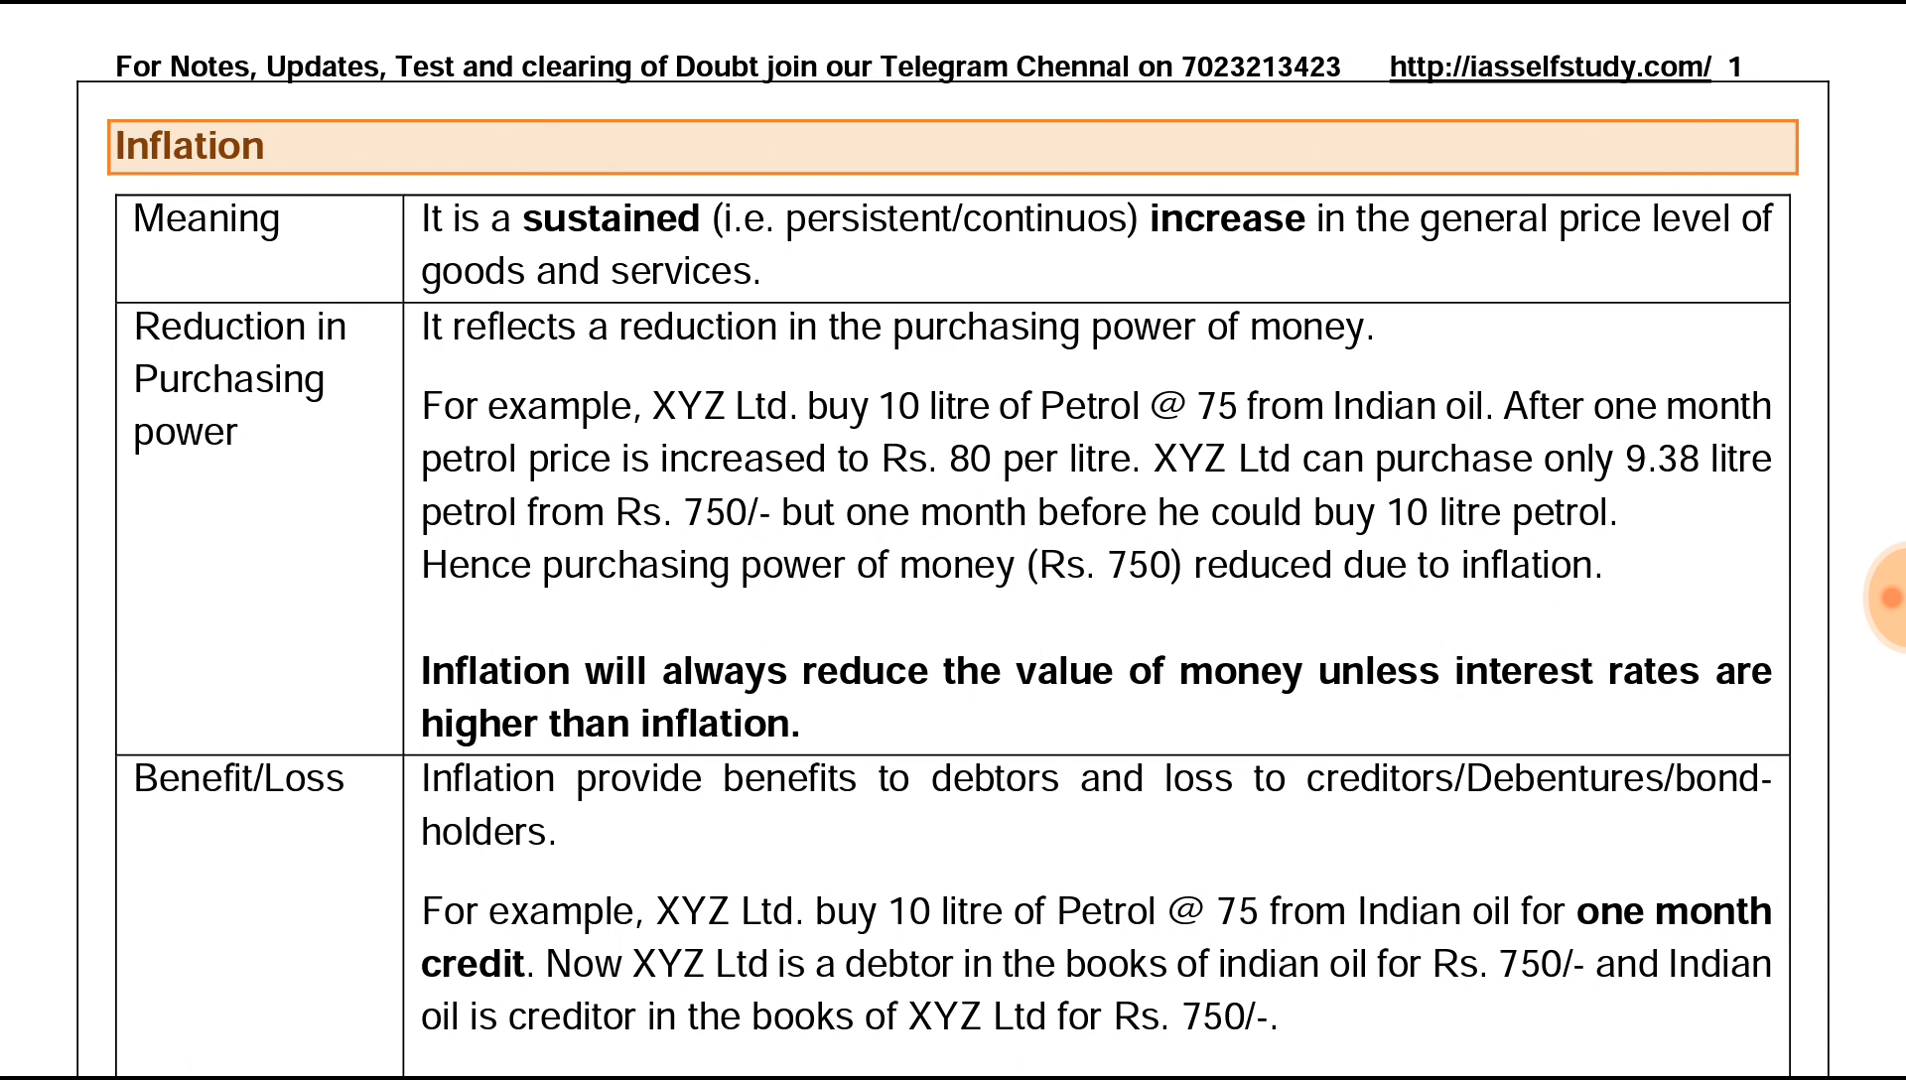 For Notes, Updates, Test and clearing of Doubt join our Telegram Chennal on 7023213423 http://iasselfstudy.com/ 1
Inflation
Meaning
It is a sustained (i.e. persistent/continuos) increase in the general price level of
goods and services.
Reduction in
Purchasing
power
It reflects a reduction in the purchasing power of money.
For example, XYZ Ltd. buy 10 litre of Petrol @ 75 from Indian oil. After one month
petrol price is increased to Rs. 80 per litre. XYZ Ltd can purchase only 9.38 litre
petrol from Rs. 750/- but one month before he could buy 10 litre petrol.
Hence purchasing power of money (Rs. 750) reduced due to inflation.
Inflation will always reduce the value of money unless interest rates are
higher than inflation.
Benefit/Loss
Inflation provide benefits to debtors and loss to creditors/Debentures/bond-
holders.
For example, XYZ Ltd. buy 10 litre of Petrol @ 75 from Indian oil for one month
credit. Now XYZ Ltd is a debtor in the books of indian oil for Rs. 750/- and Indian
oil is creditor in the books of XYZ Ltd for Rs. 750/-.